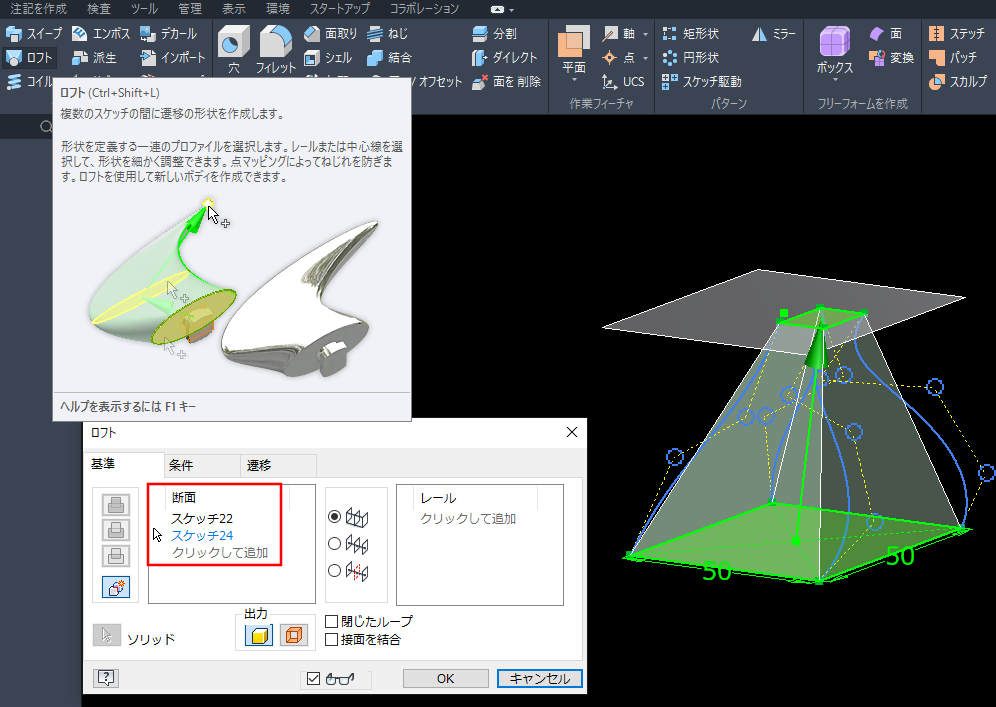 注記を作成 検査 ツール 管理 表示 環境 スタートアップ コラボレーション
スイープ エンボス デカール 面取り ねじ 分割 軸 矩形状 ミラー 面 ステッチ
ロフト 派生 インポート 穴 フィレット シェル 結合 ダイレクト 平面 点 円形状 ボックス 変換 パッチ
コイル オフセット 面を削除 UCS スケッチ駆動 スカルプ
作業フィーチャ パターン フリーフォームを作成
ロフト (Ctrl+Shift+L)
複数のスケッチの間に遷移の形状を作成します。
形状を定義する一連のプロファイルを選択します。レールまたは中心線を選
択して、形状を細かく調整できます。点マッピングによってねじれを防ぎま
す。ロフトを使用して新しいボディを作成できます。
ヘルプを表示するには F1 キー
ロフト
基準 条件 遷移
断面
スケッチ22
スケッチ24
クリックして追加
レール
クリックして追加
出力
ソリッド
閉じたループ
接面を結合
OK キャンセル
50
50